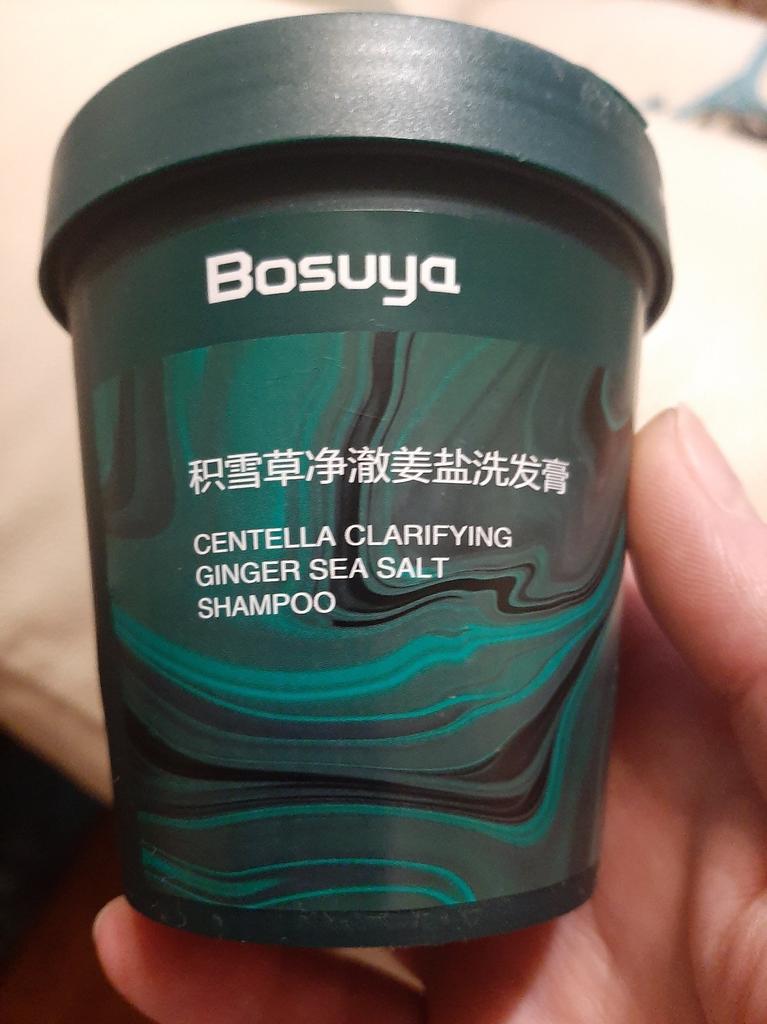 Bosuya
积雪草净澈姜盐洗发膏
CENTELLA CLARIFYING
GINGER SEA SALT
SHAMPOO